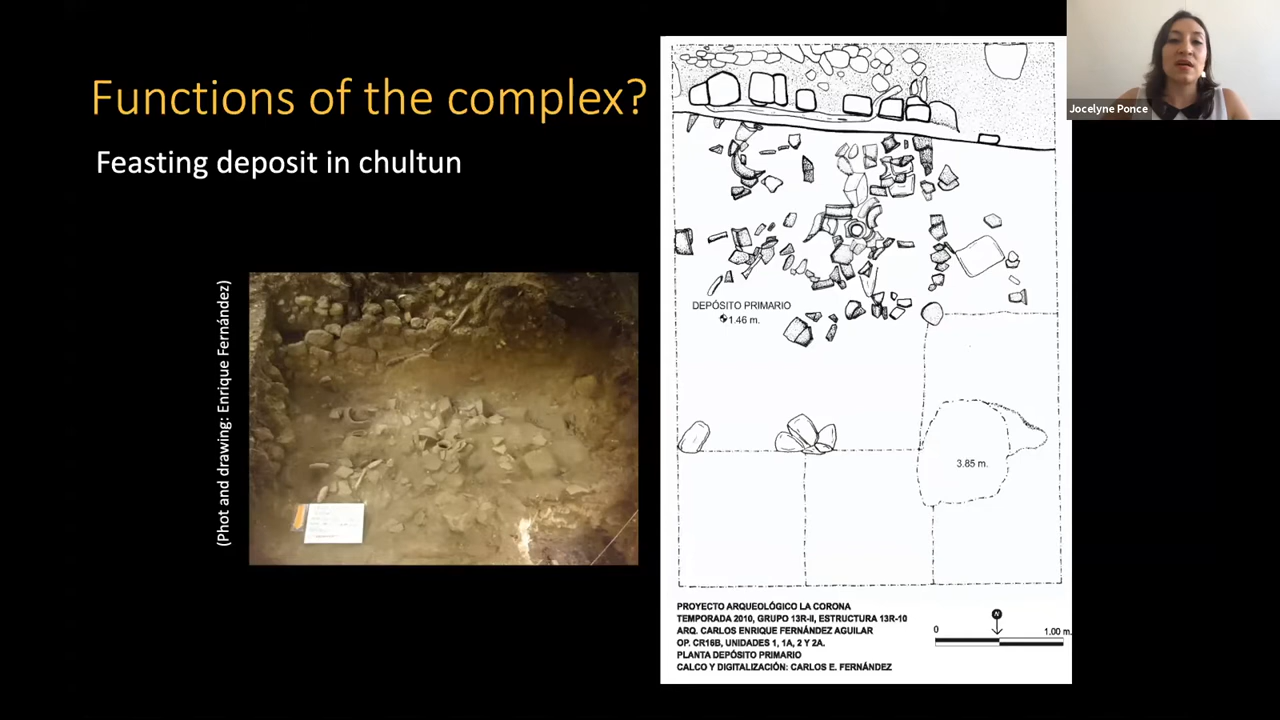 Functions of the complex?
Feasting deposit in chultun
(Phot and drawing: Enrique Fernández)
Jocelyne Ponce
DEPÓSITO PRIMARIO
1.46 m.
3.85 m.
PROYECTO ARQUEOLÓGICO LA CORONA
TEMPORADA 2010, GRUPO 13R-II, ESTRUCTURA 13R-10
ARQ. CARLOS ENRIQUE FERNÁNDEZ AGUILAR
OP. CR16B, UNIDADES 1, 1A, 2 Y 2A.
PLANTA DEPÓSITO PRIMARIO
CALCO Y DIGITALIZACIÓN: CARLOS E. FERNÁNDEZ
N
0 1.00 m.